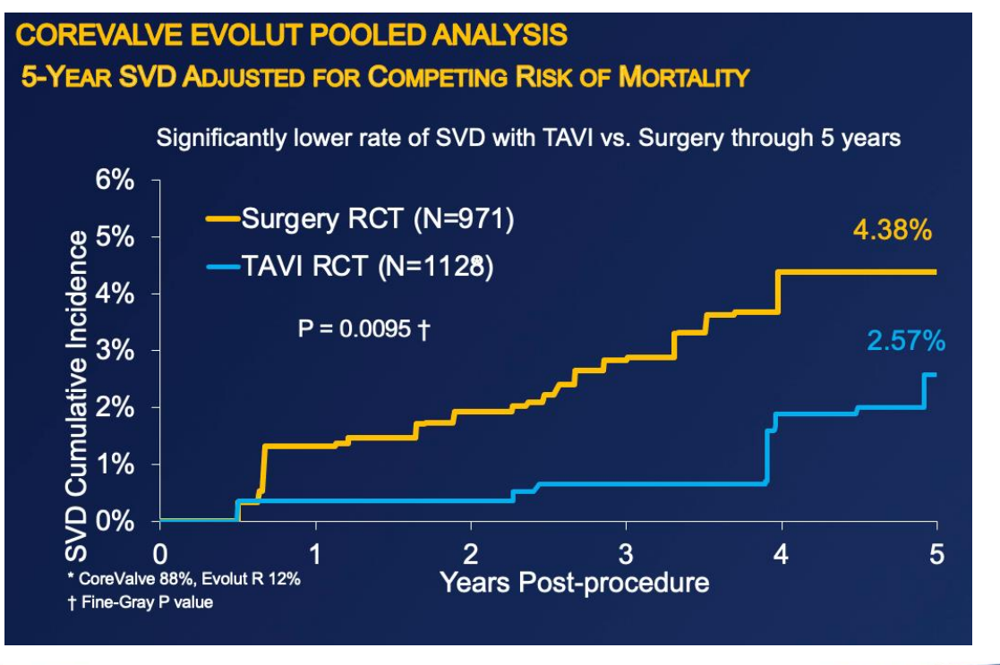 COREVALVE EVOLUT POOLED ANALYSIS
5-YEAR SVD ADJUSTED FOR COMPETING RISK OF MORTALITY
Significantly lower rate of SVD with TAVI vs. Surgery through 5 years
6%
5%
4%
3%
2%
1%
0%
SVD Cumulative Incidence
Surgery RCT (N=971)
TAVI RCT (N=1128*)
P = 0.0095 †
4.38%
2.57%
0 1 2 3 4 5
Years Post-procedure
* CoreValve 88%, Evolut R 12%
† Fine-Gray P value